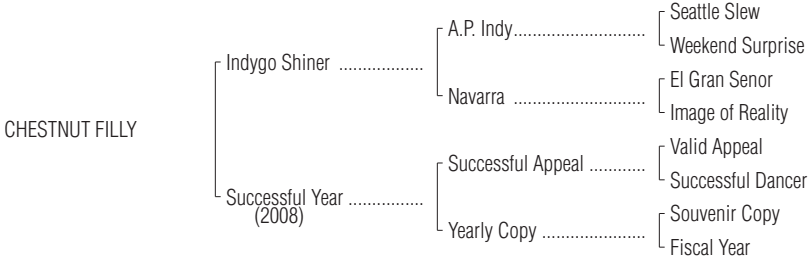 Seattle Slew
A.P. Indy.............................
Weekend Surprise
Indygo Shiner ..................
El Gran Senor
Navarra .............................
Image of Reality
CHESTNUT FILLY
Valid Appeal
Successful Appeal ............
Successful Dancer
Successful Year ................
(2008)
Souvenir Copy
Yearly Copy .......................
Fiscal Year